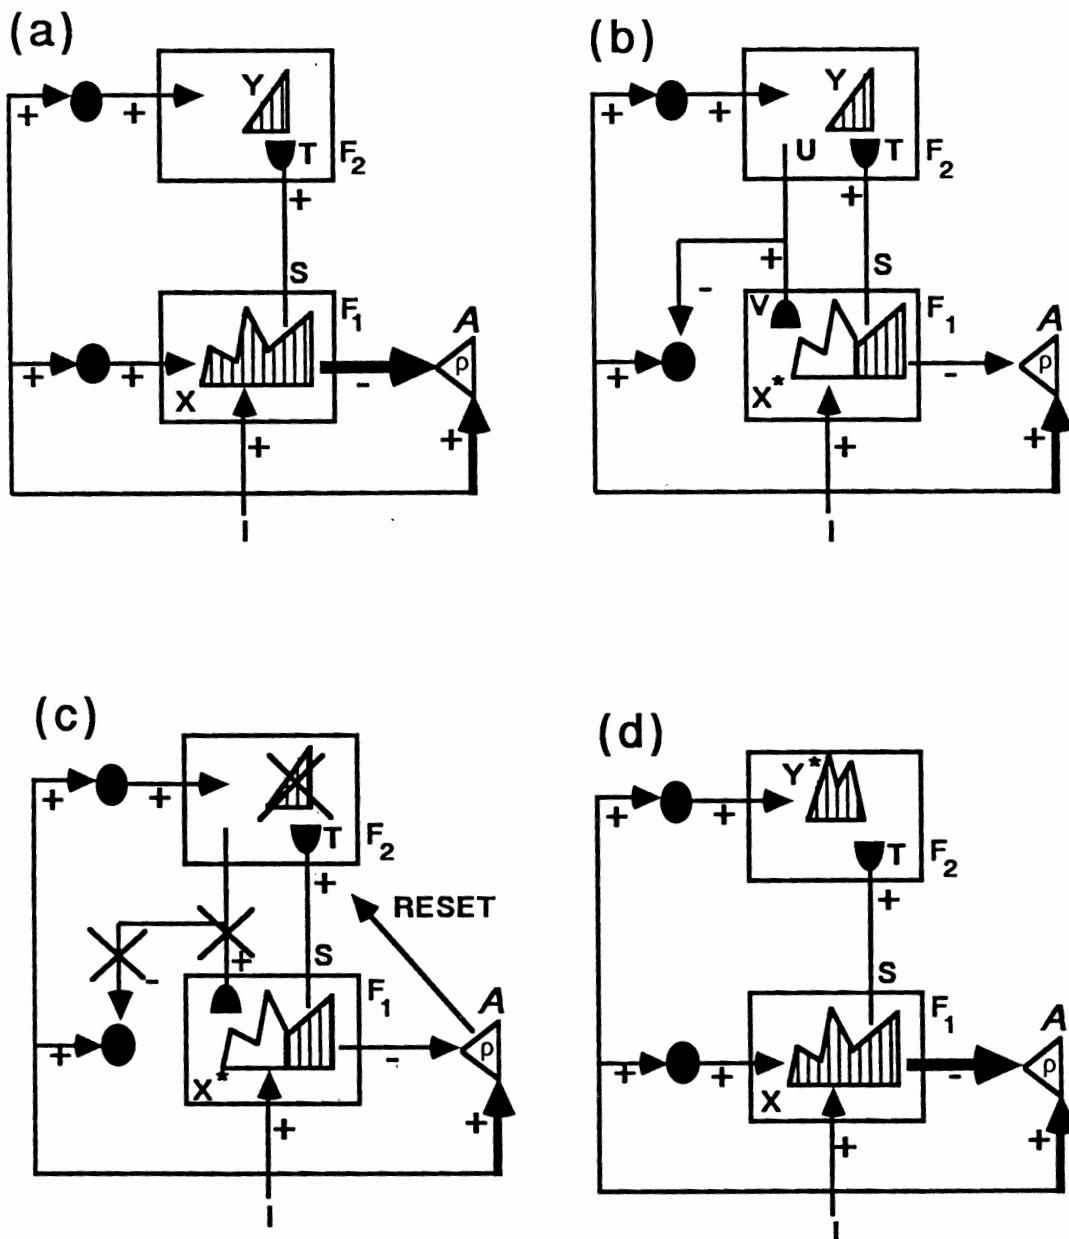 (a)
Y
+ +
T F2
+
S
F1
A
+ + ρ
-
X
+ +
I
(b)
Y
+ +
U T F2
+
+
- S
V F1
A
+ ρ
-
X*
+ +
I
(c)
+ +
T F2
+
RESET
+ S
-
F1 A
+ ρ
-
X*
+ +
I
(d)
Y*
+ +
T F2
+
S
F1
A
+ + ρ
-
X
+ +
I